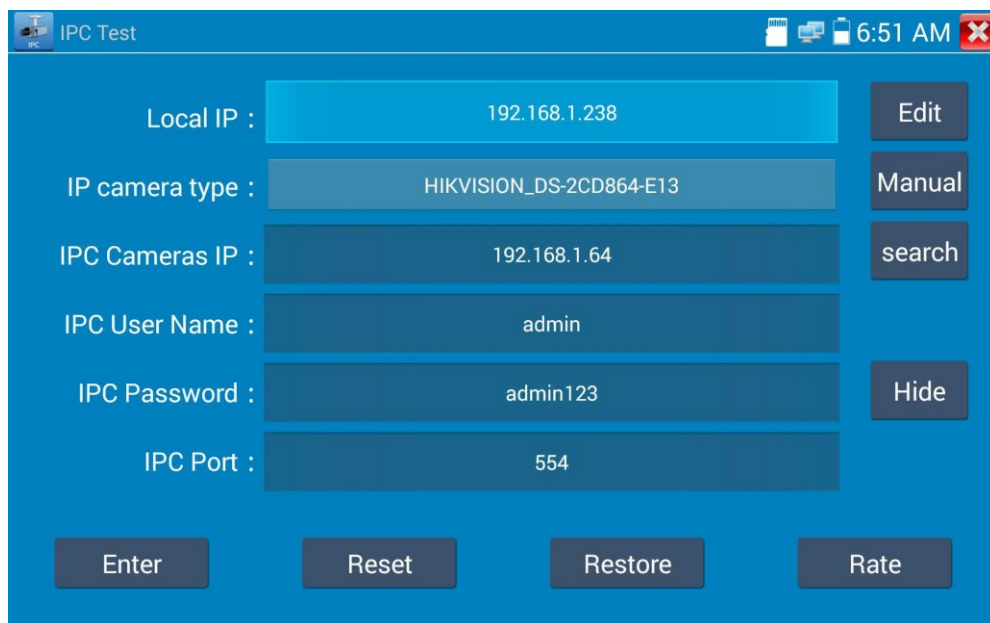 IPC
IPC Test
6:51 AM
Local IP : 192.168.1.238 Edit
IP camera type : HIKVISION_DS-2CD864-E13 Manual
IPC Cameras IP : 192.168.1.64 search
IPC User Name : admin
IPC Password : admin123 Hide
IPC Port : 554
Enter Reset Restore Rate